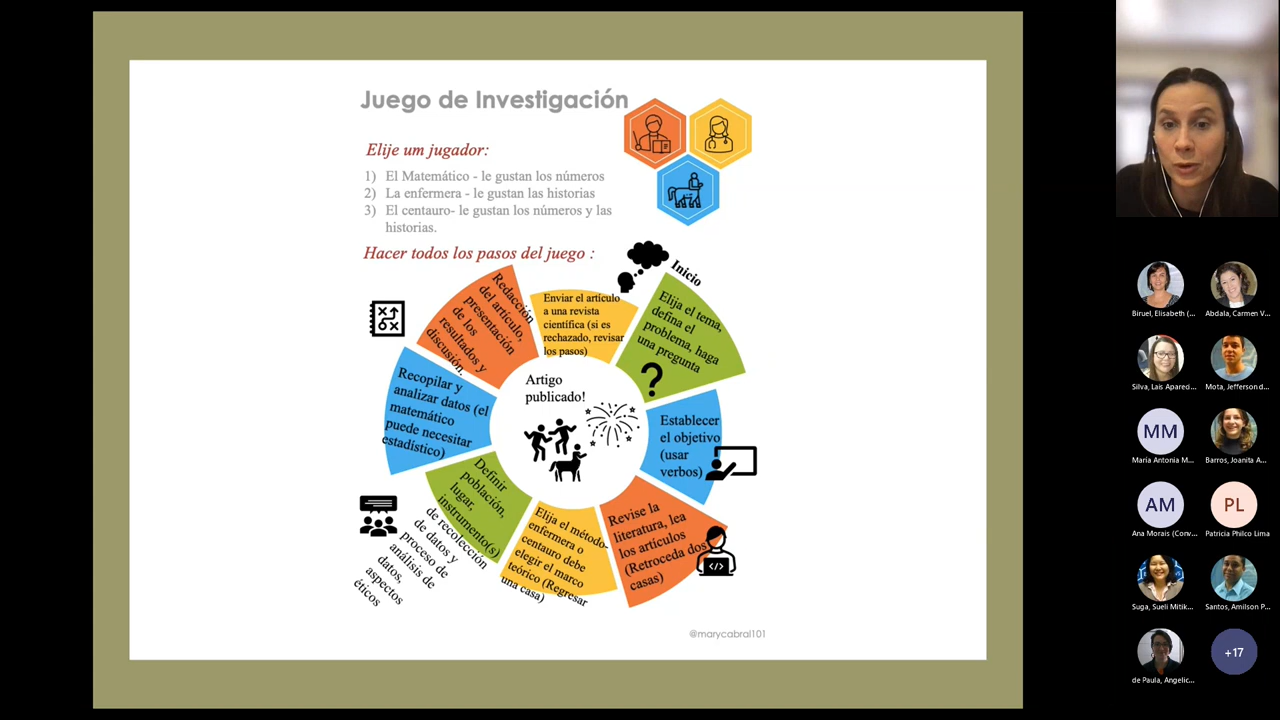 Juego de Investigación
Elije um jugador:
1) El Matemático - le gustan los números
2) La enfermera - le gustan las historias
3) El centauro- le gustan los números y las
historias.
Hacer todos los pasos del juego :
Inicio
Elija el tema,
defina el
problema, haga
una pregunta
?
Establecer
el objetivo
(usar
verbos)
Revise la
literatura, lea
los artículos
(Retroceda dos
casas)
Elija el método-
enfermera o
centauro debe
elegir el marco
teórico (Regresar
una casa)
Definir
población,
lugar,
instrumento(s)
de recolección
de datos y
proceso de
análisis de
datos,
aspectos
éticos
Recopilar y
analizar datos (el
matemático
puede necesitar
estadístico)
Redacción
del artículo,
presentación
de los
resultados y
discusión.
Enviar el artículo
a una revista
científica (si es
rechazado, revisar
los pasos)
Artigo
publicado!
@marycabral101
Biruel, Elisabeth (...
Abdala, Carmen V...
Silva, Lais Apared...
Mota, Jefferson d...
MM
María Antonia M...
Barros, Joanita A...
AM
Ana Morais (Conv...
PL
Patricia Philco Lima
Suga, Sueli Mitik...
Santos, Amilson P...
de Paula, Angelic...
+17